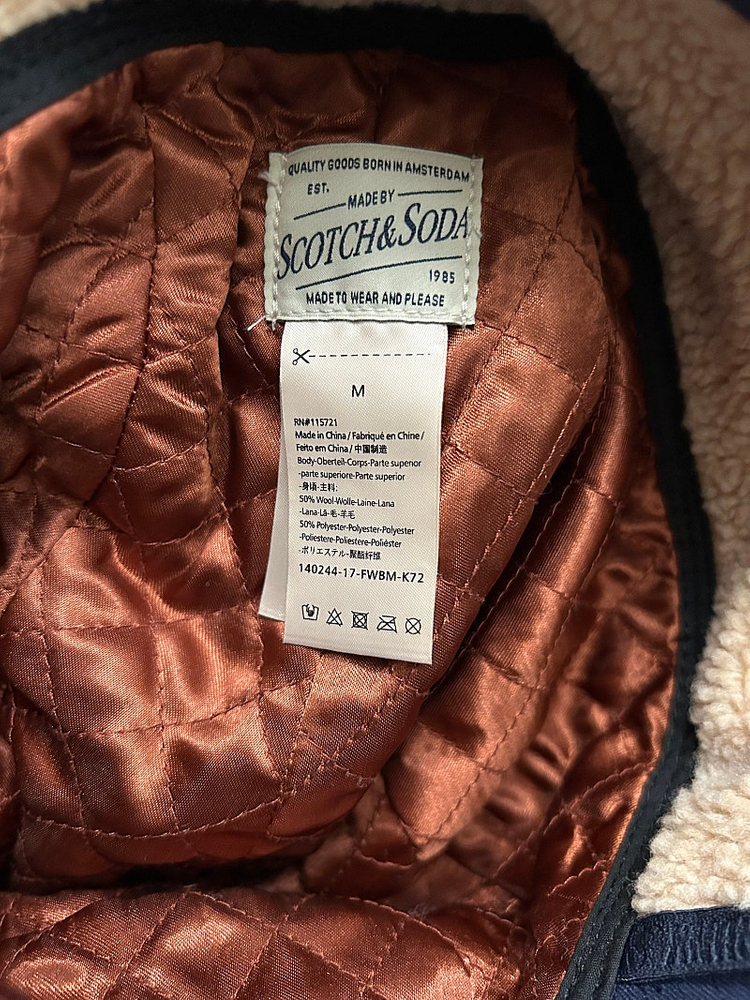 QUALITY GOODS BORN IN AMSTERDAM
EST.
MADE BY
SCOTCH&SODA
1985
MADE TO WEAR AND PLEASE
M
RN#115721
Made in China / Fabriqué en Chine /
Feito em China / 中国制造
Body-Oberteil-Corps-Parte superior
-parte superiore-Parte superior
-身頃-主料:
50% Wool-Wolle-Laine-Lana
-Lana-Lã-毛-羊毛
50% Polyester-Polyester-Polyester
-Poliestere-Poliestere-Poliéster
-ポリエステル-聚酯纤维
140244-17-FWBM-K72